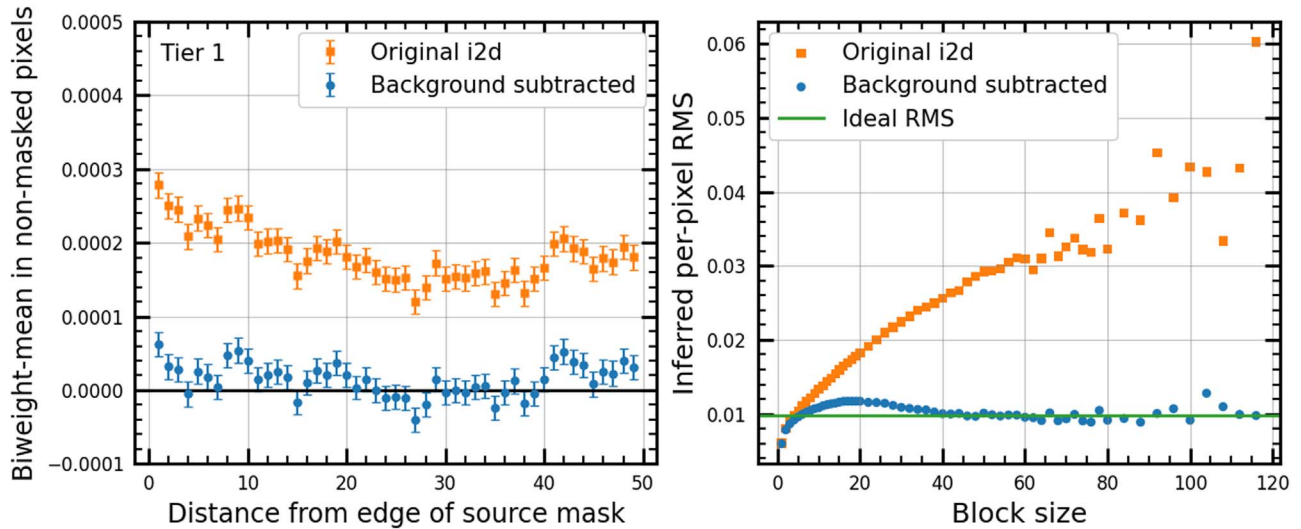 Biweight-mean in non-masked pixels
0.0005
0.0004
0.0003
0.0002
0.0001
0.0000
−0.0001
Tier 1
Original i2d
Background subtracted
0 10 20 30 40 50
Distance from edge of source mask
Inferred per-pixel RMS
0.06
0.05
0.04
0.03
0.02
0.01
Original i2d
Background subtracted
Ideal RMS
0 20 40 60 80 100 120
Block size